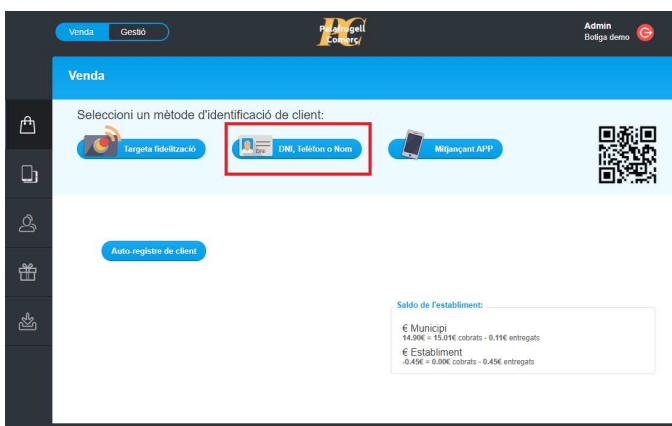 Venda Gestió
Palafrugell
Comerç
Admin
Botiga demo
Venda
Seleccioni un mètode d'identificació de client:
Targeta fidelització
DNI, Telèfon o Nom
Mitjançant APP
Auto-registre de client
Saldo de l'establiment:
€ Municipi
14.90€ = 15.01€ cobrats - 0.11€ entregats
€ Establiment
-0.45€ = 0.00€ cobrats - 0.45€ entregats